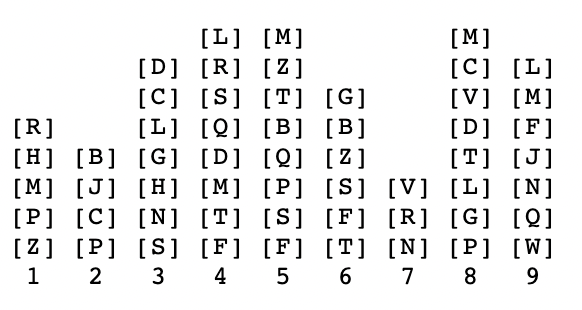 [L] [M]         [M]
        [D] [R] [Z]         [C] [L]
        [C] [S] [T] [G]     [V] [M]
[R]     [L] [Q] [B] [B]     [D] [F]
[H] [B] [G] [D] [Q] [Z]     [T] [J]
[M] [J] [H] [M] [P] [S] [V] [L] [N]
[P] [C] [N] [T] [S] [F] [R] [G] [Q]
[Z] [P] [S] [F] [F] [T] [N] [P] [W]
 1   2   3   4   5   6   7   8   9